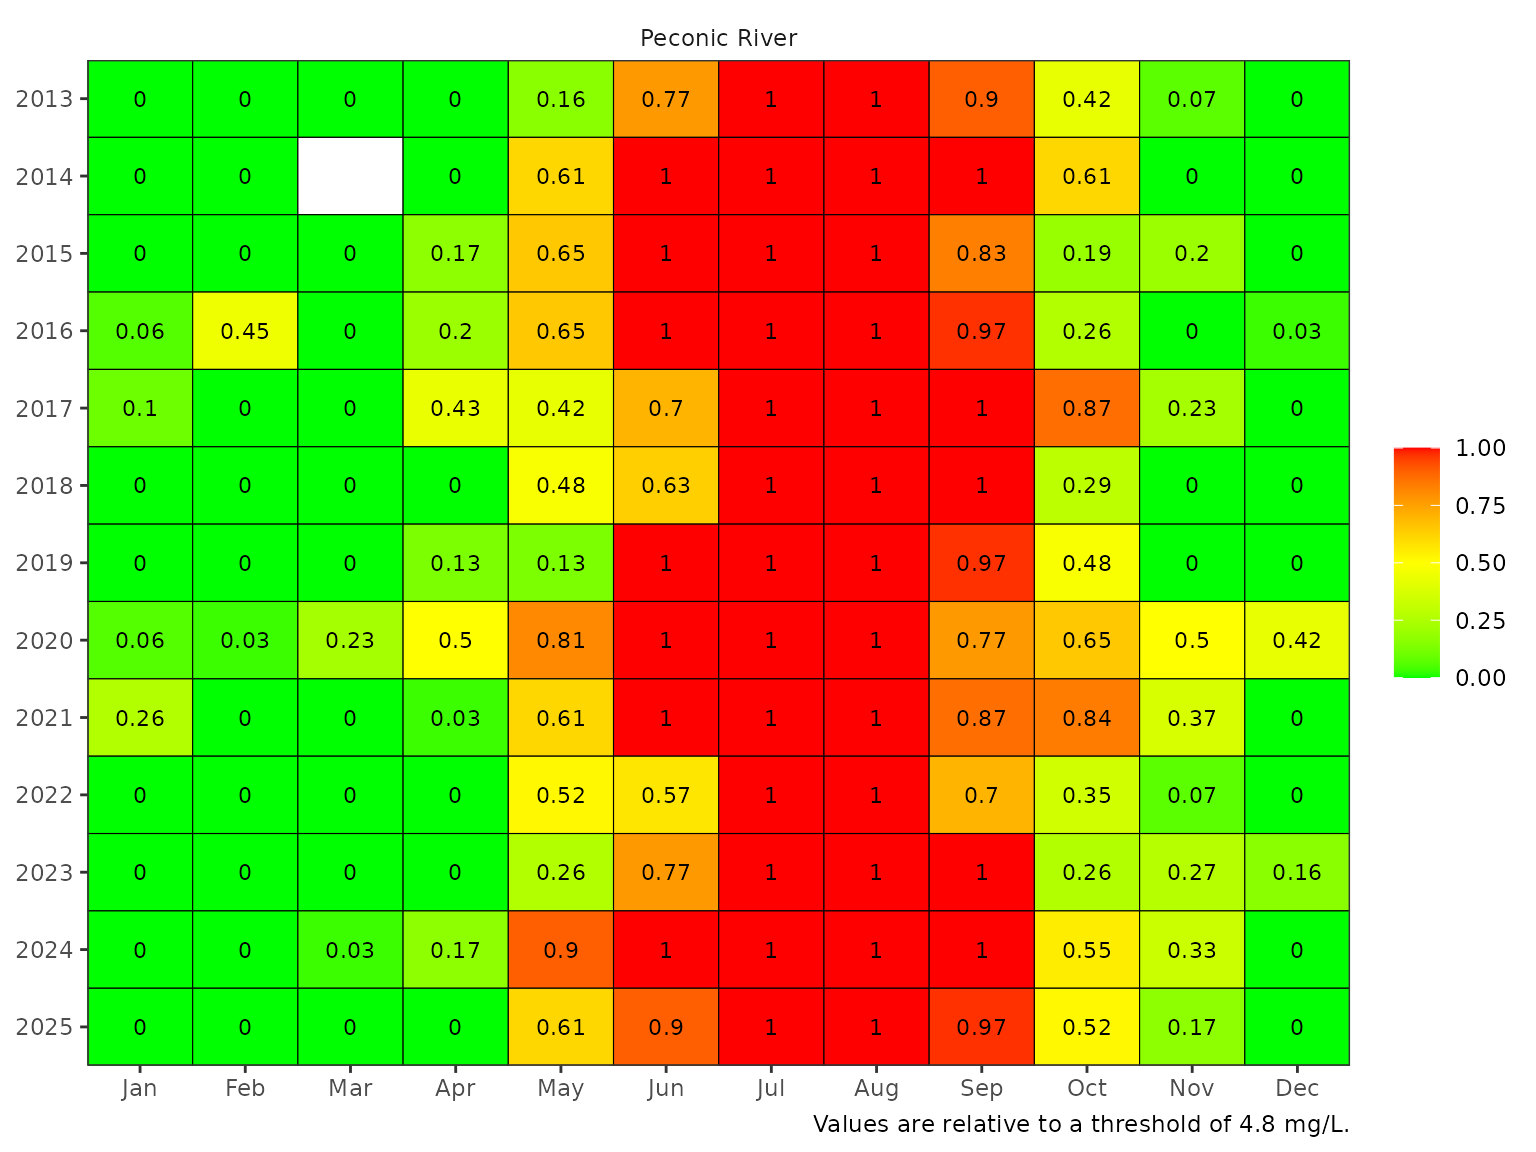 Peconic River
2013 0 0 0 0 0.16 0.77 1 1 0.9 0.42 0.07 0
2014 0 0 0 0.61 1 1 1 1 0.61 0 0
2015 0 0 0 0.17 0.65 1 1 1 0.83 0.19 0.2 0
2016 0.06 0.45 0 0.2 0.65 1 1 1 0.97 0.26 0 0.03
2017 0.1 0 0 0.43 0.42 0.7 1 1 1 0.87 0.23 0
2018 0 0 0 0 0.48 0.63 1 1 1 0.29 0 0
2019 0 0 0 0.13 0.13 1 1 1 0.97 0.48 0 0
2020 0.06 0.03 0.23 0.5 0.81 1 1 1 0.77 0.65 0.5 0.42
2021 0.26 0 0 0.03 0.61 1 1 1 0.87 0.84 0.37 0
2022 0 0 0 0 0.52 0.57 1 1 0.7 0.35 0.07 0
2023 0 0 0 0 0.26 0.77 1 1 1 0.26 0.27 0.16
2024 0 0 0.03 0.17 0.9 1 1 1 1 0.55 0.33 0
2025 0 0 0 0 0.61 0.9 1 1 0.97 0.52 0.17 0
Jan Feb Mar Apr May Jun Jul Aug Sep Oct Nov Dec
Values are relative to a threshold of 4.8 mg/L.
1.00
0.75
0.50
0.25
0.00